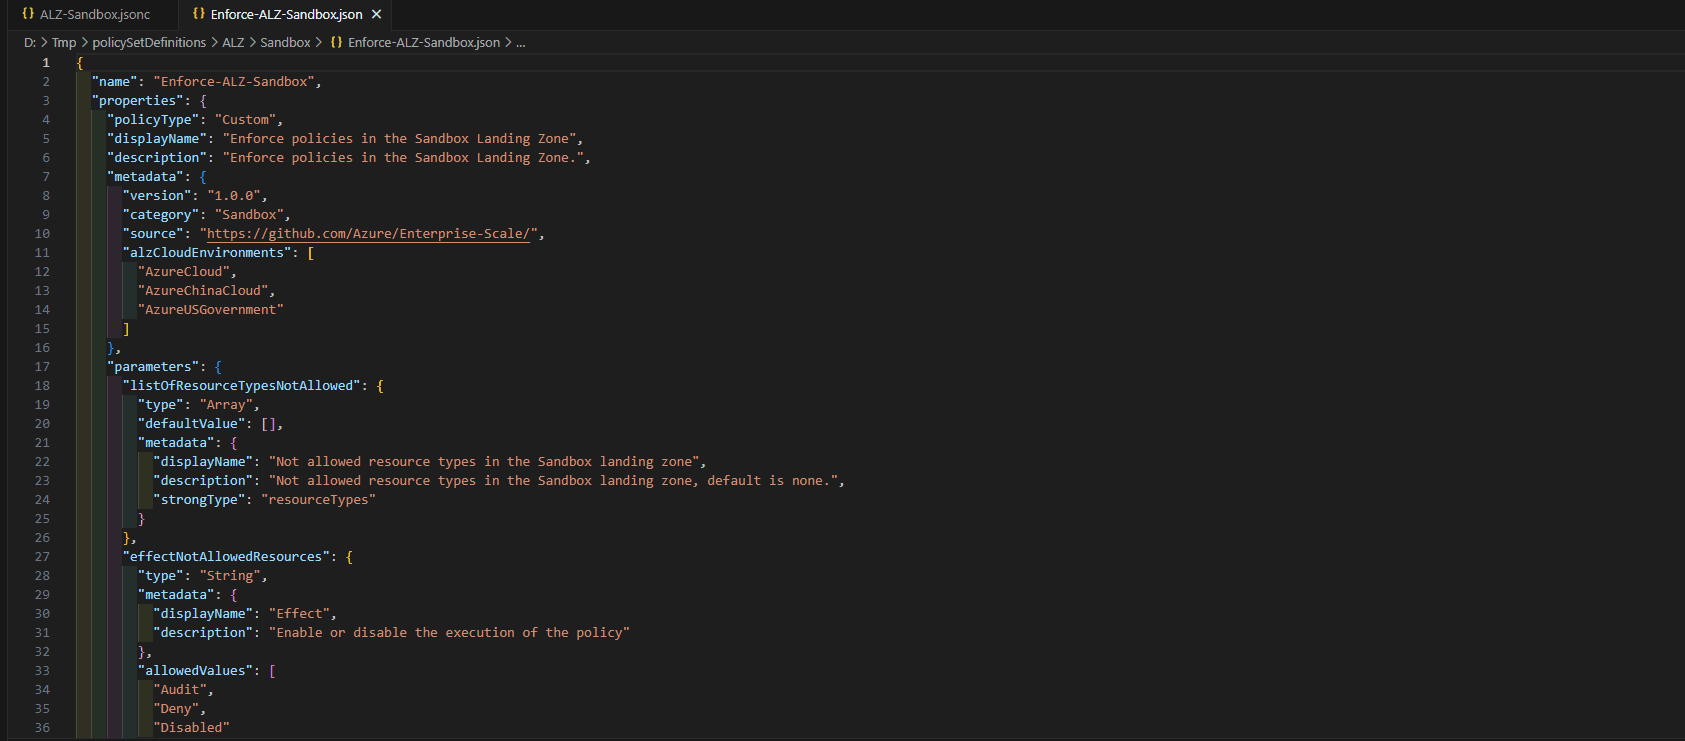 {} ALZ-Sandbox.jsonc {} Enforce-ALZ-Sandbox.json ×
D: > Tmp > policySetDefinitions > ALZ > Sandbox > {} Enforce-ALZ-Sandbox.json > ...
1 {
2 "name": "Enforce-ALZ-Sandbox",
3 "properties": {
4 "policyType": "Custom",
5 "displayName": "Enforce policies in the Sandbox Landing Zone",
6 "description": "Enforce policies in the Sandbox Landing Zone.",
7 "metadata": {
8 "version": "1.0.0",
9 "category": "Sandbox",
10 "source": "https://github.com/Azure/Enterprise-Scale/",
11 "alzCloudEnvironments": [
12 "AzureCloud",
13 "AzureChinaCloud",
14 "AzureUSGovernment"
15 ]
16 },
17 "parameters": {
18 "listOfResourceTypesNotAllowed": {
19 "type": "Array",
20 "defaultValue": [],
21 "metadata": {
22 "displayName": "Not allowed resource types in the Sandbox landing zone",
23 "description": "Not allowed resource types in the Sandbox landing zone, default is none.",
24 "strongType": "resourceTypes"
25 }
26 },
27 "effectNotAllowedResources": {
28 "type": "String",
29 "metadata": {
30 "displayName": "Effect",
31 "description": "Enable or disable the execution of the policy"
32 },
33 "allowedValues": [
34 "Audit",
35 "Deny",
36 "Disabled"